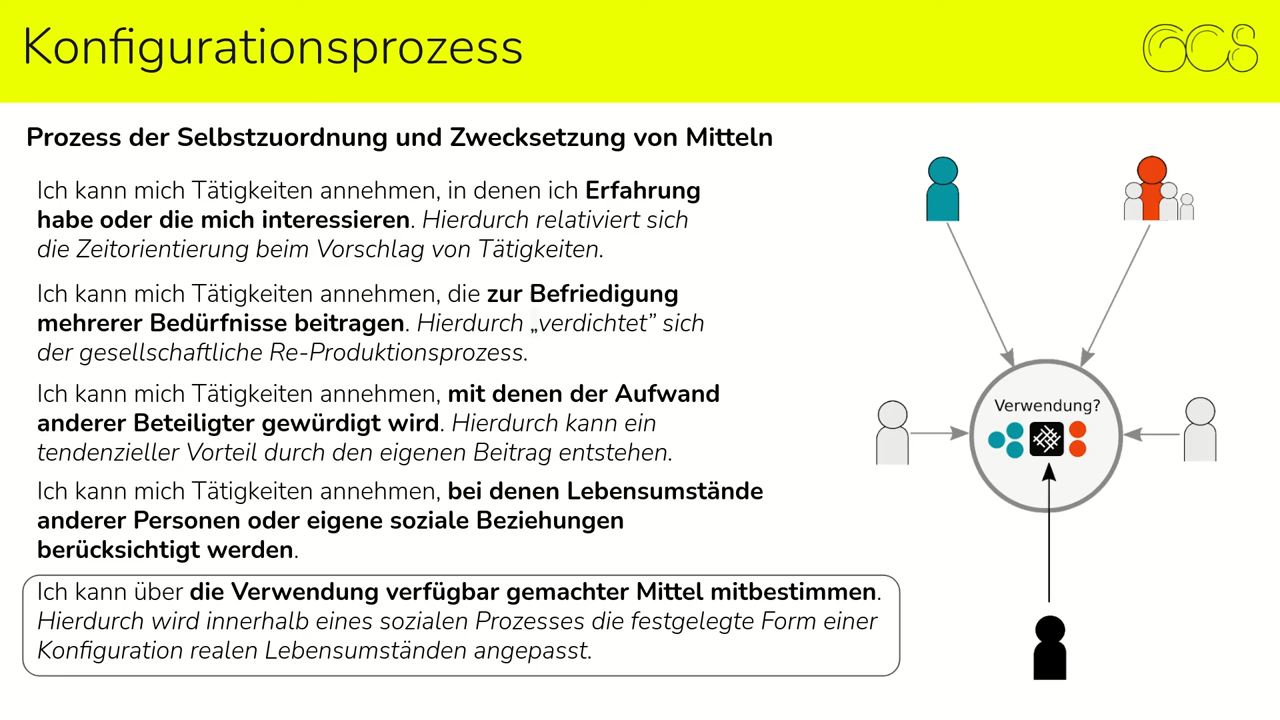 Konfigurationsprozess
GCS
Prozess der Selbstzuordnung und Zwecksetzung von Mitteln
Ich kann mich Tätigkeiten annehmen, in denen ich Erfahrung
habe oder die mich interessieren. Hierdurch relativiert sich
die Zeitorientierung beim Vorschlag von Tätigkeiten.
Ich kann mich Tätigkeiten annehmen, die zur Befriedigung
mehrerer Bedürfnisse beitragen. Hierdurch „verdichtet” sich
der gesellschaftliche Re-Produktionsprozess.
Ich kann mich Tätigkeiten annehmen, mit denen der Aufwand
anderer Beteiligter gewürdigt wird. Hierdurch kann ein
tendenzieller Vorteil durch den eigenen Beitrag entstehen.
Ich kann mich Tätigkeiten annehmen, bei denen Lebensumstände
anderer Personen oder eigene soziale Beziehungen
berücksichtigt werden.
Ich kann über die Verwendung verfügbar gemachter Mittel mitbestimmen.
Hierdurch wird innerhalb eines sozialen Prozesses die festgelegte Form einer
Konfiguration realen Lebensumständen angepasst.
Verwendung?